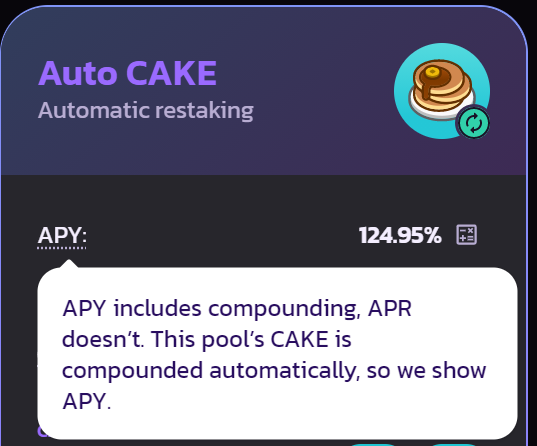 Auto CAKE
Automatic restaking
APY: 124.95%
APY includes compounding, APR
doesn't. This pool's CAKE is
compounded automatically, so we show
APY.